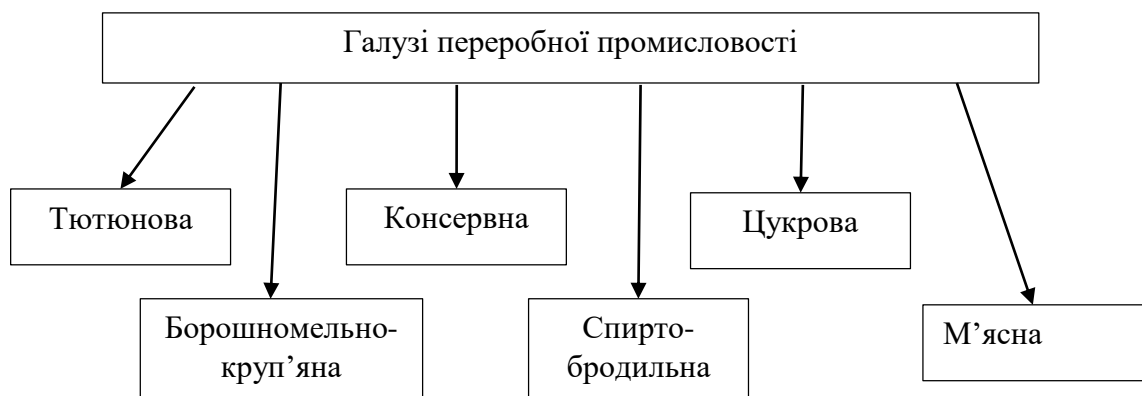 Галузі переробної промисловості
Тютюнова
Консервна
Цукрова
Борошномельно-
круп’яна
Спирто-
бродильна
М’ясна